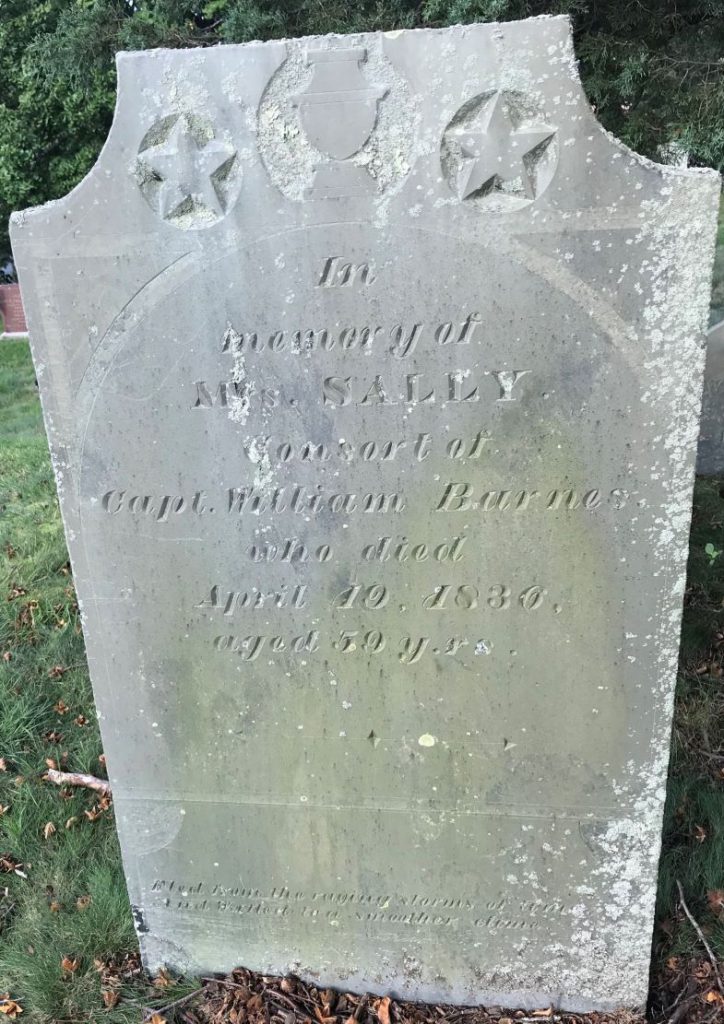 In
memory of
Mrs. SALLY.
Consort of
Capt. William Barnes.
who died
April 19, 1836,
aged 59 y.rs.
Fled from the raging storms of
And Wafted to a smoother clime